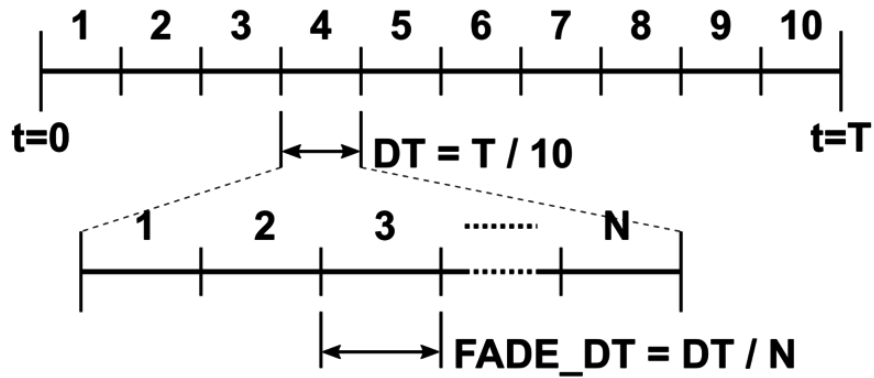 1 2 3 4 5 6 7 8 9 10
t=0 t=T
DT = T / 10
1 2 3 N
FADE_DT = DT / N